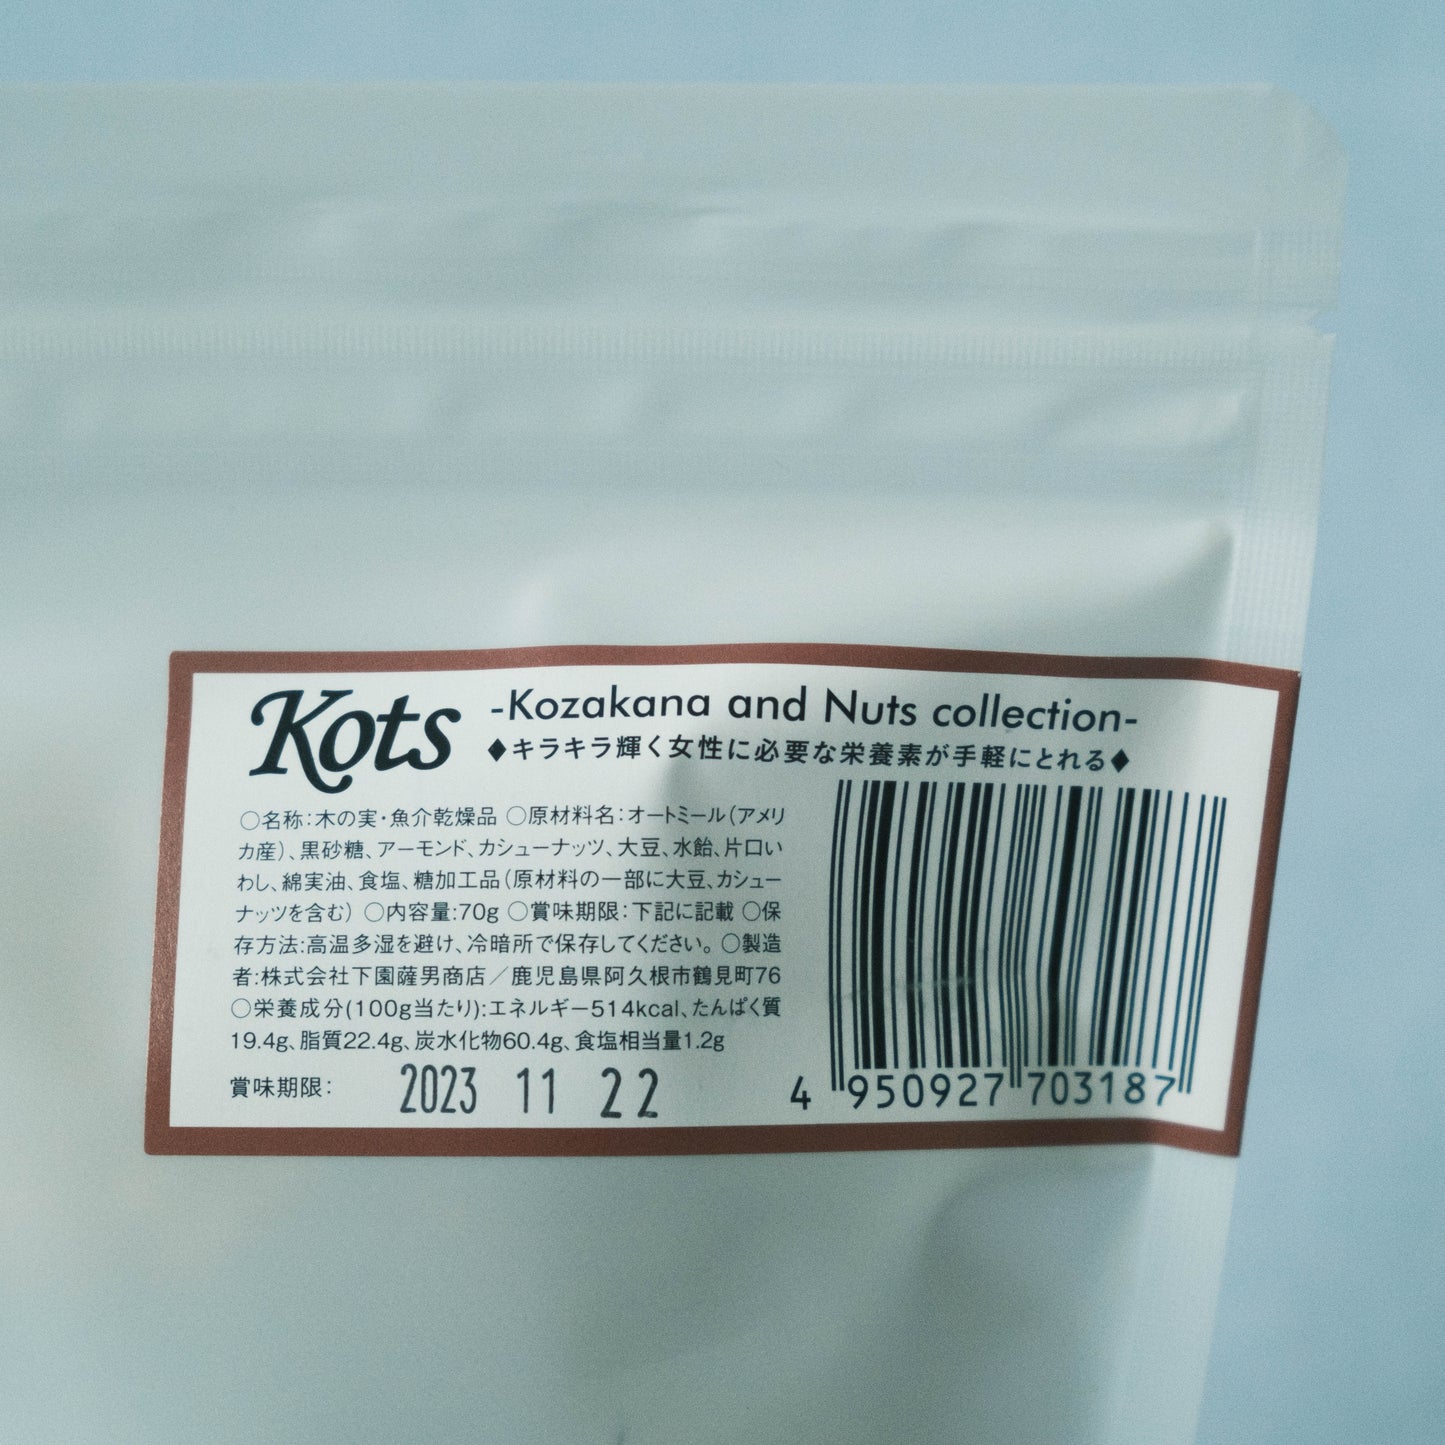 Kots -Kozakana and Nuts collection-
◆キラキラ輝く女性に必要な栄養素が手軽にとれる◆
○名称:木の実・魚介乾燥品 ○原材料名:オートミール(アメリ
カ産)、黒砂糖、アーモンド、カシューナッツ、大豆、水飴、片口い
わし、綿実油、食塩、糖加工品(原材料の一部に大豆、カシュー
ナッツを含む) ○内容量:70g ○賞味期限:下記に記載 ○保
存方法:高温多湿を避け、冷暗所で保存してください。 ○製造
者:株式会社下園薩男商店/鹿児島県阿久根市鶴見町76
○栄養成分(100g当たり):エネルギー514kcal、たんぱく質
19.4g、脂質22.4g、炭水化物60.4g、食塩相当量1.2g
賞味期限: 2023 11 22
4 950927 703187